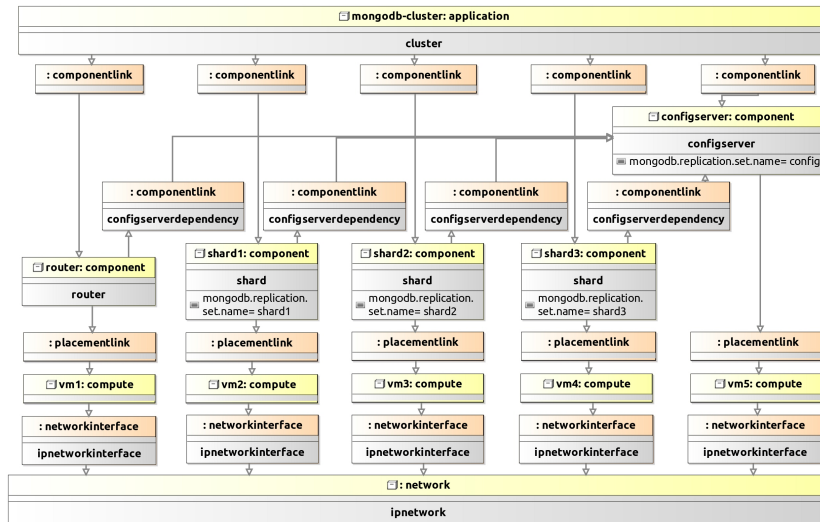 mongodb-cluster: application
cluster
: componentlink
: componentlink
: componentlink
: componentlink
: componentlink
configserver: component
configserver
mongodb.replication.set.name= config
: componentlink
configserverdependency
: componentlink
configserverdependency
: componentlink
configserverdependency
: componentlink
configserverdependency
router: component
router
shard1: component
shard
mongodb.replication.
set.name= shard1
shard2: component
shard
mongodb.replication.
set.name= shard2
shard3: component
shard
mongodb.replication.
set.name= shard3
: placementlink
: placementlink
: placementlink
: placementlink
: placementlink
vm1: compute
vm2: compute
vm3: compute
vm4: compute
vm5: compute
: networkinterface
ipnetworkinterface
: networkinterface
ipnetworkinterface
: networkinterface
ipnetworkinterface
: networkinterface
ipnetworkinterface
: networkinterface
ipnetworkinterface
: network
ipnetwork